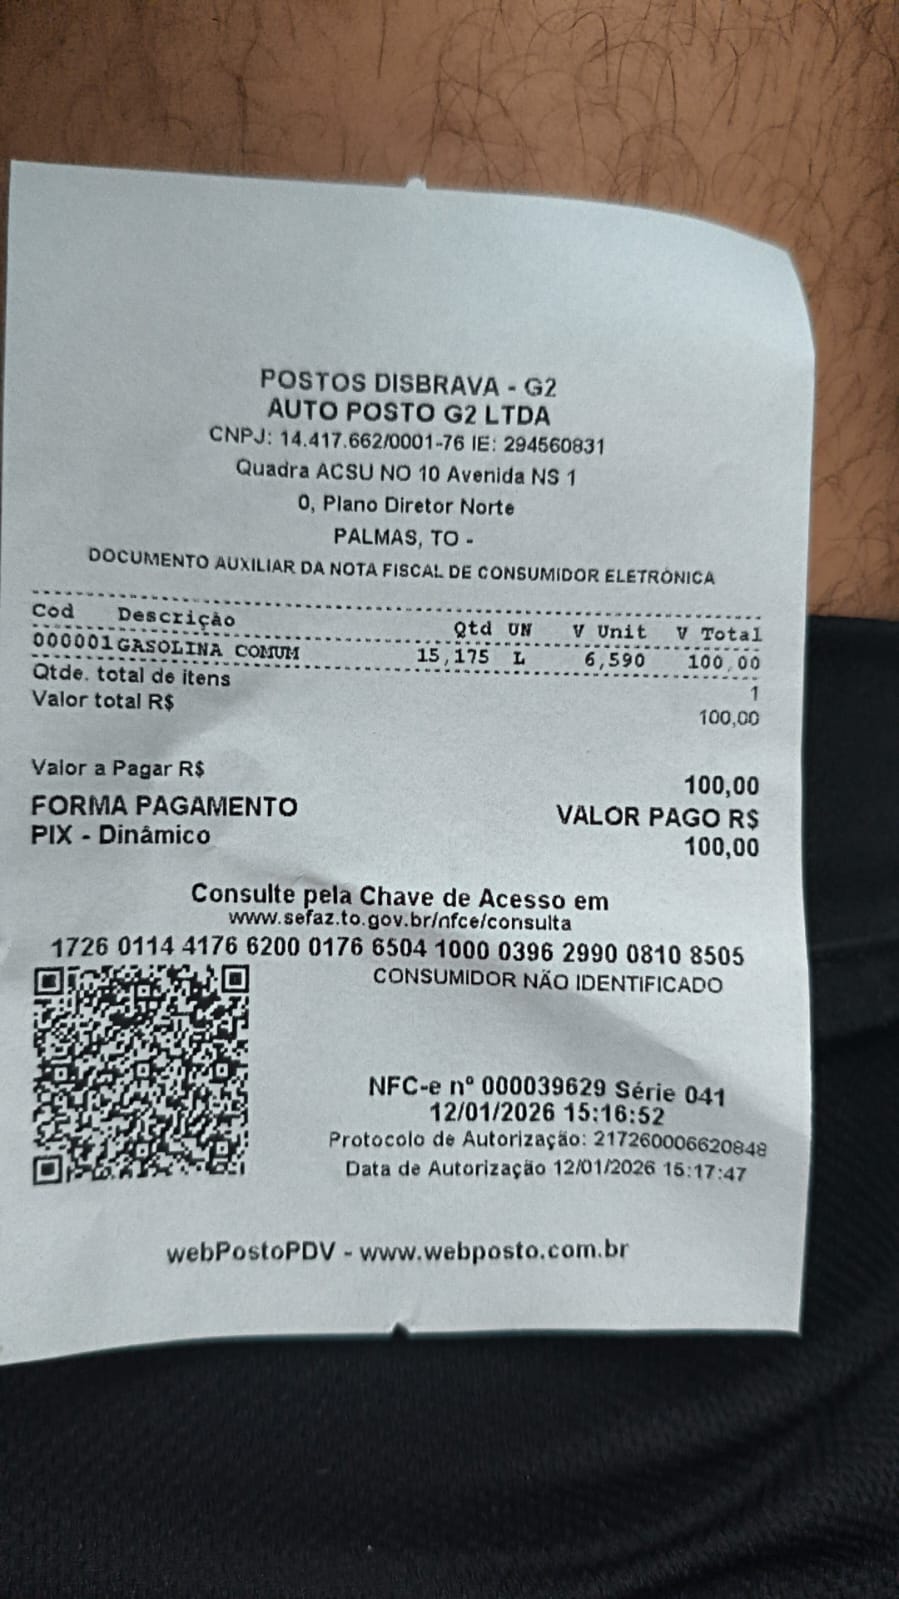 POSTOS DISBRAVA - G2
AUTO POSTO G2 LTDA
CNPJ: 14.417.662/0001-76 IE: 294560831
Quadra ACSU NO 10 Avenida NS 1
0, Plano Diretor Norte
PALMAS, TO -
DOCUMENTO AUXILIAR DA NOTA FISCAL DE CONSUMIDOR ELETRÔNICA
Cod Descrição Qtd UN V Unit V Total
000001 GASOLINA COMUM 15,175 L 6,590 100,00
Qtde. total de itens 1
Valor total R$ 100,00
Valor a Pagar R$ 100,00
FORMA PAGAMENTO VALOR PAGO R$
PIX - Dinâmico 100,00
Consulte pela Chave de Acesso em
www.sefaz.to.gov.br/nfce/consulta
1726 0114 4176 6200 0176 6504 1000 0396 2990 0810 8505
CONSUMIDOR NÃO IDENTIFICADO
NFC-e nº 000039629 Série 041
12/01/2026 15:16:52
Protocolo de Autorização: 217260006620848
Data de Autorização 12/01/2026 15:17:47
webPostoPDV - www.webposto.com.br